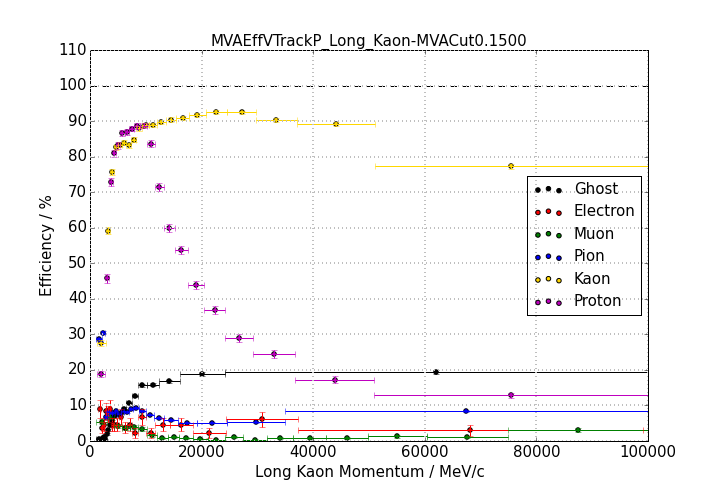 MVAEffVTrackP_Long_Kaon-MVACut0.1500
110
100
90
80
70
60
50
40
30
20
10
0
Efficiency / %
Ghost
Electron
Muon
Pion
Kaon
Proton
0 20000 40000 60000 80000 100000
Long Kaon Momentum / MeV/c